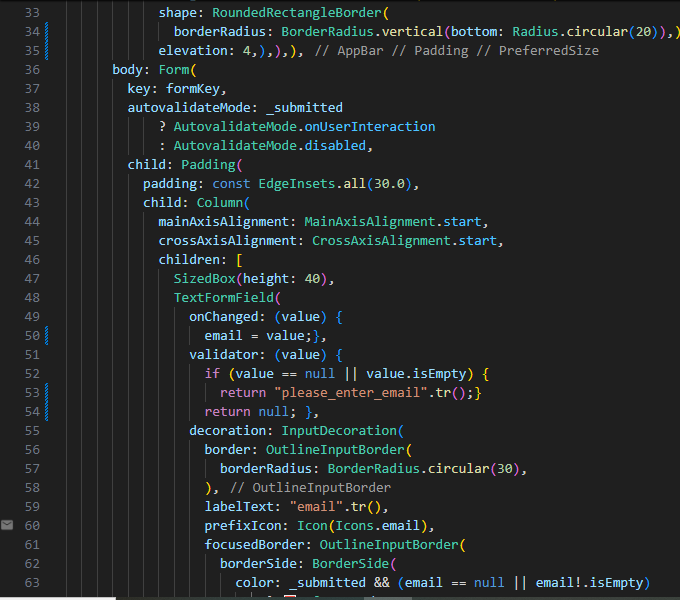 33 shape: RoundedRectangleBorder(
34 borderRadius: BorderRadius.vertical(bottom: Radius.circular(20)),)
35 elevation: 4,),),), // AppBar // Padding // PreferredSize
36 body: Form(
37 key: formKey,
38 autovalidateMode: _submitted
39 ? AutovalidateMode.onUserInteraction
40 : AutovalidateMode.disabled,
41 child: Padding(
42 padding: const EdgeInsets.all(30.0),
43 child: Column(
44 mainAxisAlignment: MainAxisAlignment.start,
45 crossAxisAlignment: CrossAxisAlignment.start,
46 children: [
47 SizedBox(height: 40),
48 TextFormField(
49 onChanged: (value) {
50 email = value;},
51 validator: (value) {
52 if (value == null || value.isEmpty) {
53 return "please_enter_email".tr();}
54 return null; },
55 decoration: InputDecoration(
56 border: OutlineInputBorder(
57 borderRadius: BorderRadius.circular(30),
58 ), // OutlineInputBorder
59 labelText: "email".tr(),
60 prefixIcon: Icon(Icons.email),
61 focusedBorder: OutlineInputBorder(
62 borderSide: BorderSide(
63 color: _submitted && (email == null || email!.isEmpty)